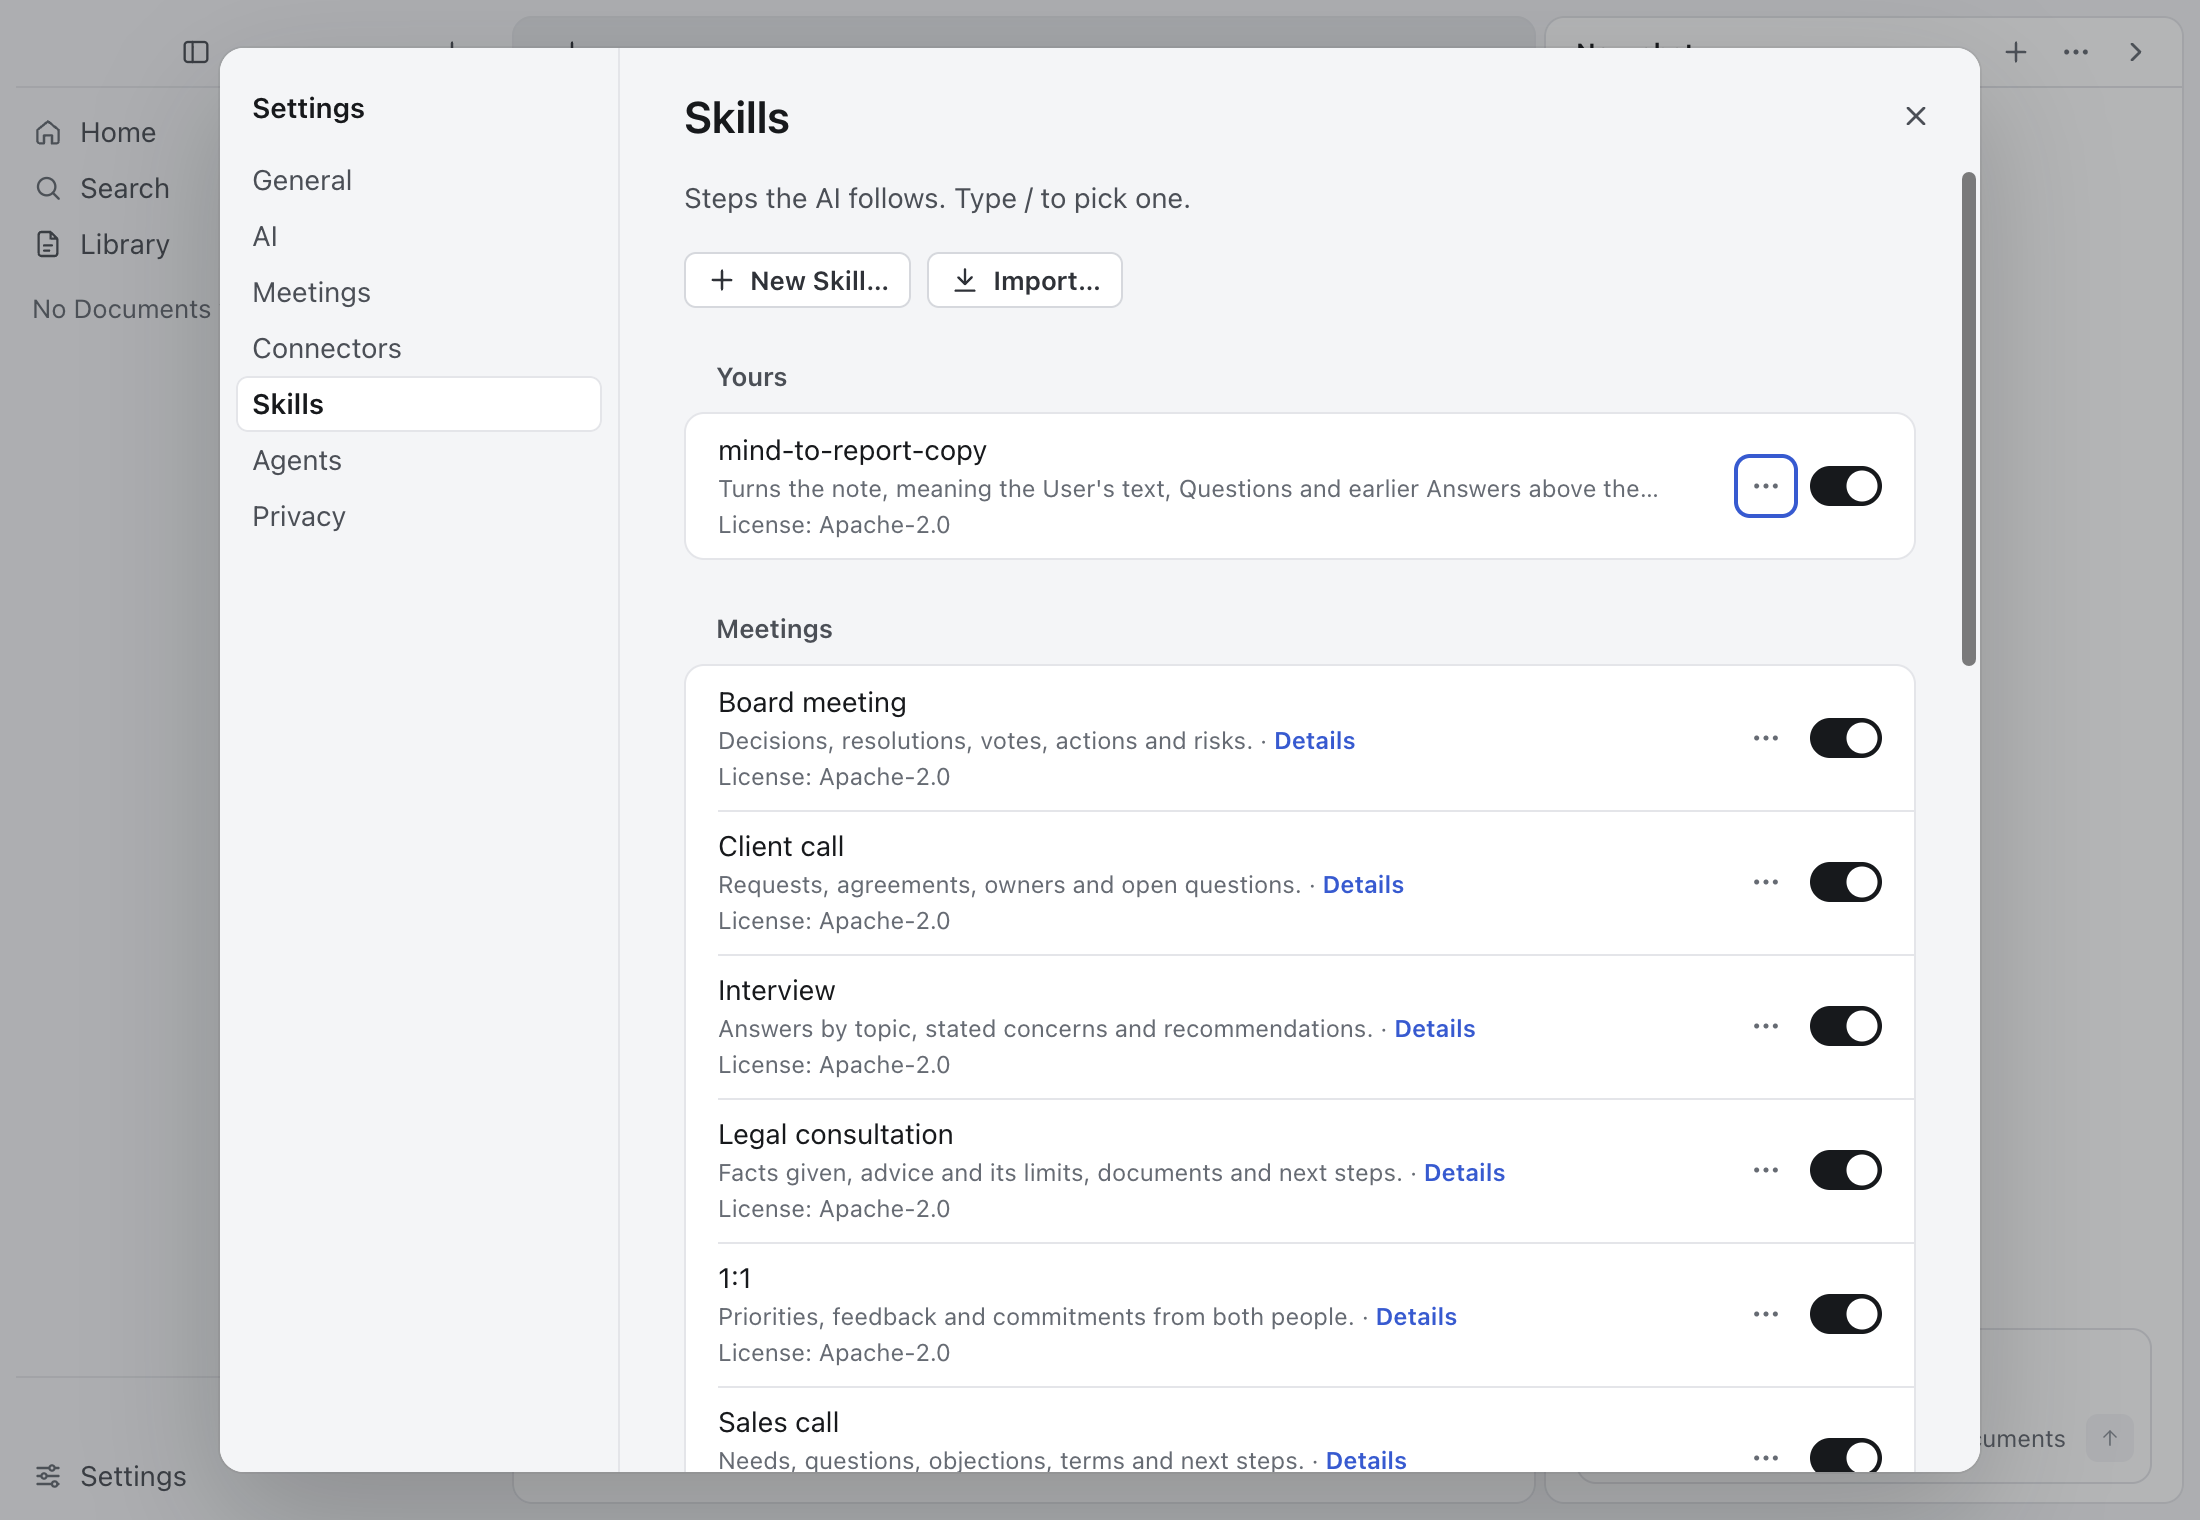 Home
Search
Library
No Documents
Settings
Settings
General
AI
Meetings
Connectors
Skills
Agents
Privacy
Skills
Steps the AI follows. Type / to pick one.
New Skill...
Import...
Yours
mind-to-report-copy
Turns the note, meaning the User's text, Questions and earlier Answers above the...
License: Apache-2.0
Meetings
Board meeting
Decisions, resolutions, votes, actions and risks. · Details
License: Apache-2.0
Client call
Requests, agreements, owners and open questions. · Details
License: Apache-2.0
Interview
Answers by topic, stated concerns and recommendations. · Details
License: Apache-2.0
Legal consultation
Facts given, advice and its limits, documents and next steps. · Details
License: Apache-2.0
1:1
Priorities, feedback and commitments from both people. · Details
License: Apache-2.0
Sales call
Needs, questions, objections, terms and next steps. · Details